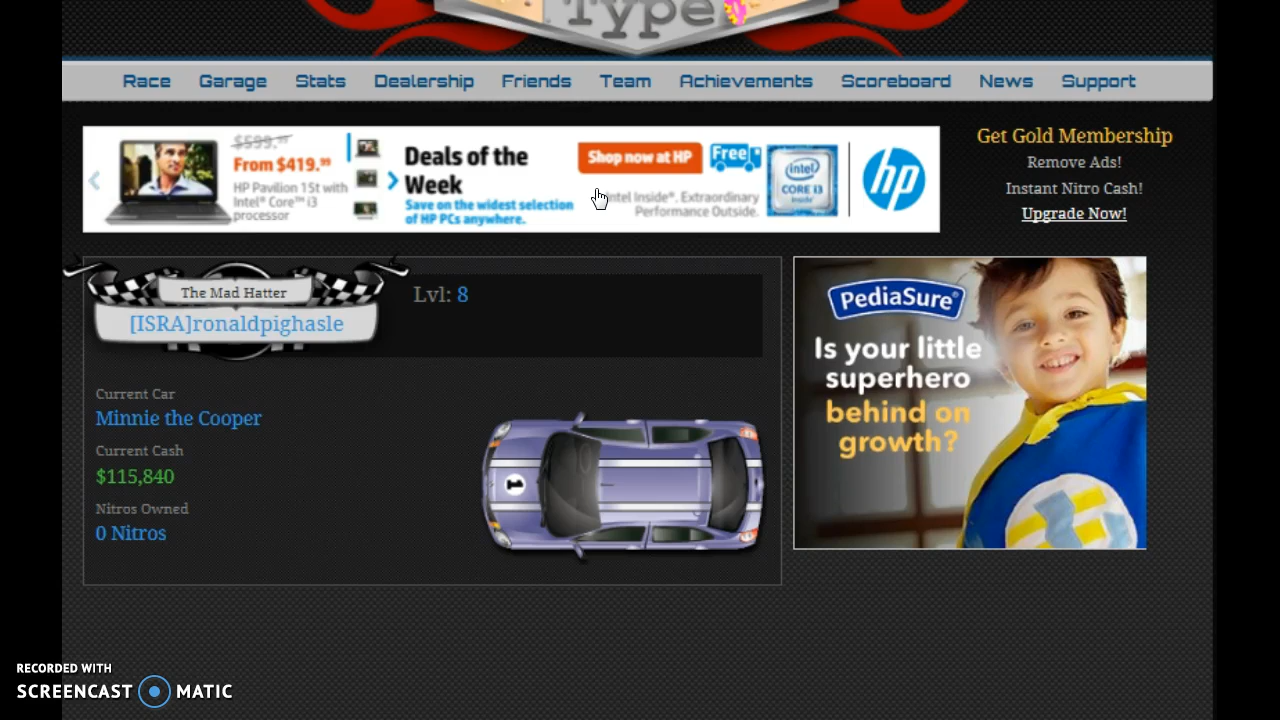 Type
Race Garage Stats Dealership Friends Team Achievements Scoreboard News Support
$599.99
From $419.99
HP Pavilion 15t with
Intel® Core™ i3
processor
Deals of the
Week
Save on the widest selection
of HP PCs anywhere.
Shop now at HP
Free
Intel Inside®. Extraordinary
Performance Outside.
intel
CORE i3
inside
hp
Get Gold Membership
Remove Ads!
Instant Nitro Cash!
Upgrade Now!
The Mad Hatter
[ISRA]ronaldpighasle
Lvl: 8
Current Car
Minnie the Cooper
Current Cash
$115,840
Nitros Owned
0 Nitros
1
PediaSure®
Is your little
superhero
behind on
growth?
RECORDED WITH
SCREENCAST MATIC